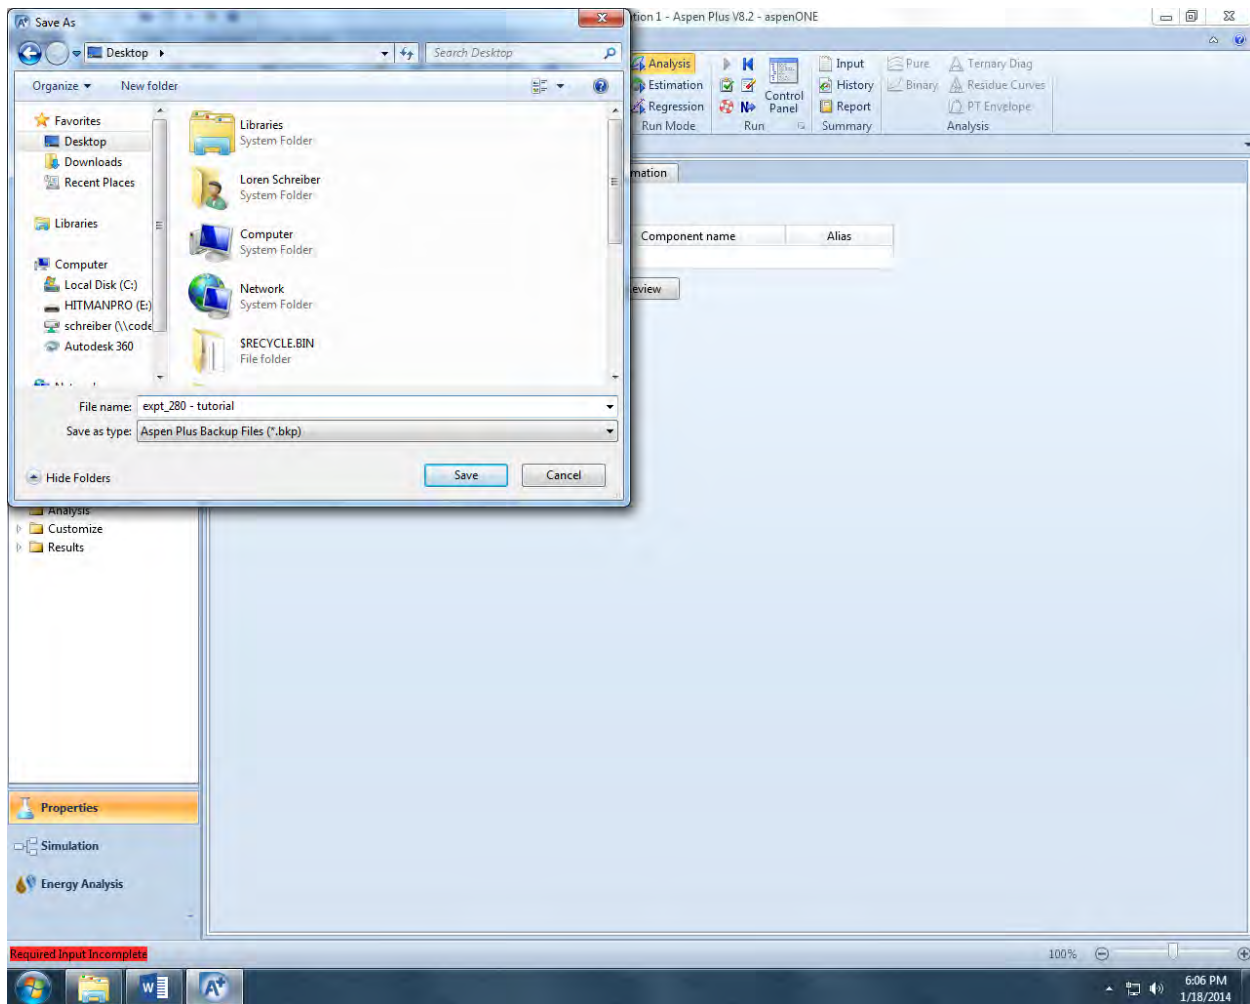 Save As
Desktop
Search Desktop
Organize
New folder
Favorites
Desktop
Downloads
Recent Places
Libraries
Computer
Local Disk (C:)
HITMANPRO (E:)
schreiber (\\code
Autodesk 360
Libraries
System Folder
Loren Schreiber
System Folder
Computer
System Folder
Network
System Folder
$RECYCLE.BIN
File folder
File name: expt_280 - tutorial
Save as type: Aspen Plus Backup Files (*.bkp)
Hide Folders
Save
Cancel
tion 1 - Aspen Plus V8.2 - aspenONE
Analysis
Estimation
Regression
Run Mode
Control
Panel
Run
Input
History
Report
Summary
Pure
Binary
Ternary Diag
Residue Curves
PT Envelope
Analysis
mation
Component name
Alias
eview
Analysis
Customize
Results
Properties
Simulation
Energy Analysis
Required Input Incomplete
100%
6:06 PM
1/18/2014